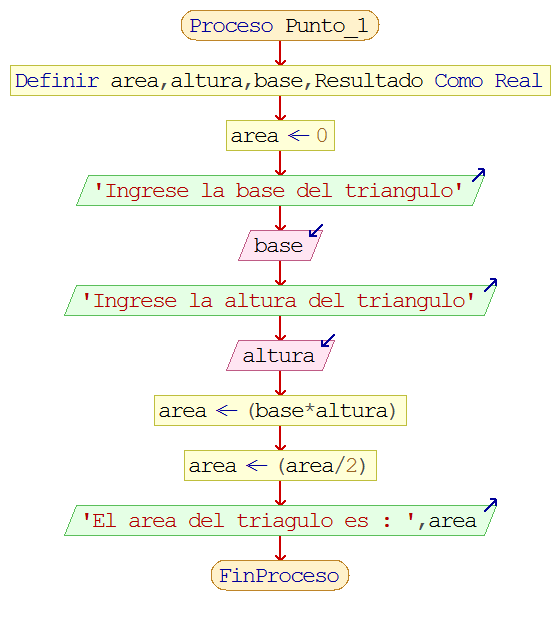 Proceso Punto_1
Definir area,altura,base,Resultado Como Real
area ← 0
'Ingrese la base del triangulo'
base
'Ingrese la altura del triangulo'
altura
area ← (base*altura)
area ← (area/2)
'El area del triagulo es : ',area
FinProceso